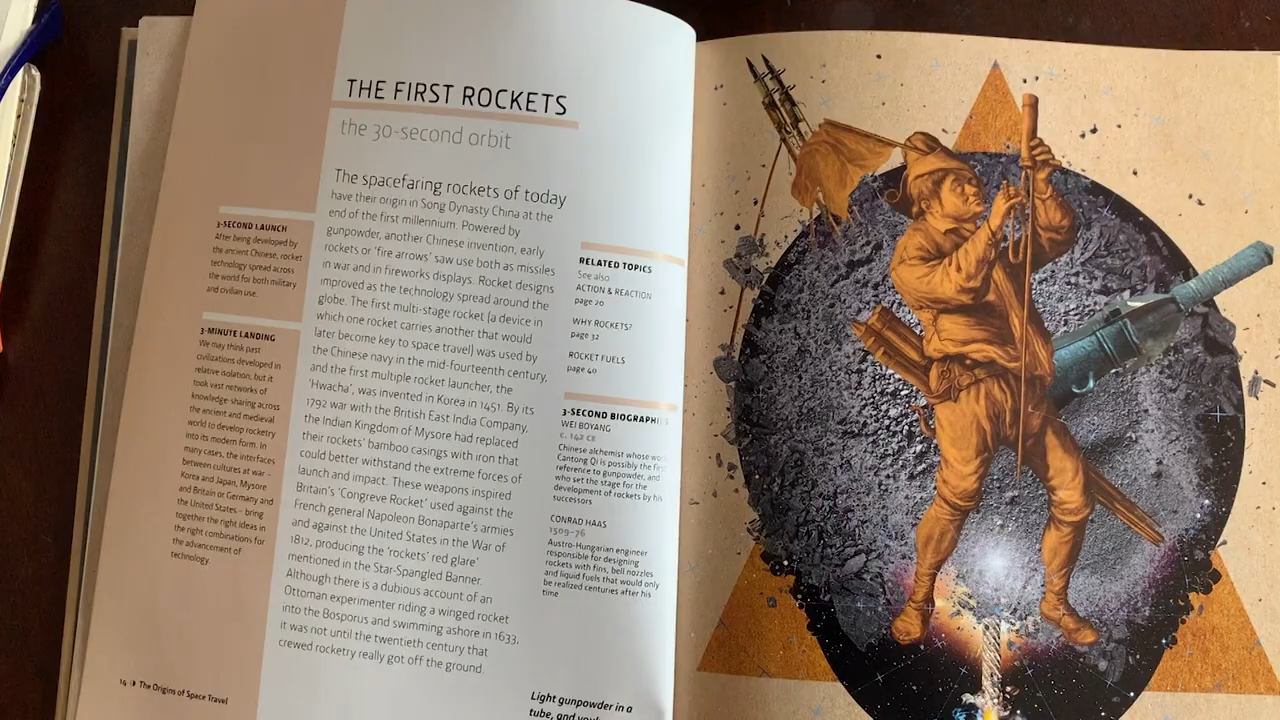 THE FIRST ROCKETS
the 30-second orbit
3-SECOND LAUNCH
After being developed by
the ancient Chinese, rocket
technology spread across
the world for both military
and civilian use.
3-MINUTE LANDING
We may think past
civilizations developed in
relative isolation, but it
took vast networks of
knowledge-sharing across
the ancient and medieval
world to develop rocketry
into its modern form. In
many cases, the interfaces
between cultures at war –
Korea and Japan, Mysore
and Britain or Germany and
the United States – bring
together the right ideas in
the right combinations for
the advancement of
technology.
The spacefaring rockets of today
have their origin in Song Dynasty China at the
end of the first millennium. Powered by
gunpowder, another Chinese invention, early
rockets or 'fire arrows' saw use both as missiles
in war and in fireworks displays. Rocket designs
improved as the technology spread around the
globe. The first multi-stage rocket (a device in
which one rocket carries another that would
later become key to space travel) was used by
the Chinese navy in the mid-fourteenth century,
and the first multiple rocket launcher, the
'Hwacha', was invented in Korea in 1451. By its
1792 war with the British East India Company,
the Indian Kingdom of Mysore had replaced
their rockets' bamboo casings with iron that
could better withstand the extreme forces of
launch and impact. These weapons inspired
Britain's 'Congreve Rocket' used against the
French general Napoleon Bonaparte's armies
and against the United States in the War of
1812, producing the 'rockets' red glare'
mentioned in the Star-Spangled Banner.
Although there is a dubious account of an
Ottoman experimenter riding a winged rocket
into the Bosporus and swimming ashore in 1633,
it was not until the twentieth century that
crewed rocketry really got off the ground.
RELATED TOPICS
See also
ACTION & REACTION
page 20
WHY ROCKETS?
page 32
ROCKET FUELS
page 40
3-SECOND BIOGRAPHIES
WEI BOYANG
c. 142 CE
Chinese alchemist whose
Cantong Qi is possibly the
reference to gunpowder, and
who set the stage for the
development of rockets by his
successors
CONRAD HAAS
1509–76
Austro-Hungarian engineer
responsible for designing
rockets with fins, bell nozzles
and liquid fuels that would only
be realized centuries after his
time
Light gunpowder in a
tube, and
14 The Origins of Space Travel